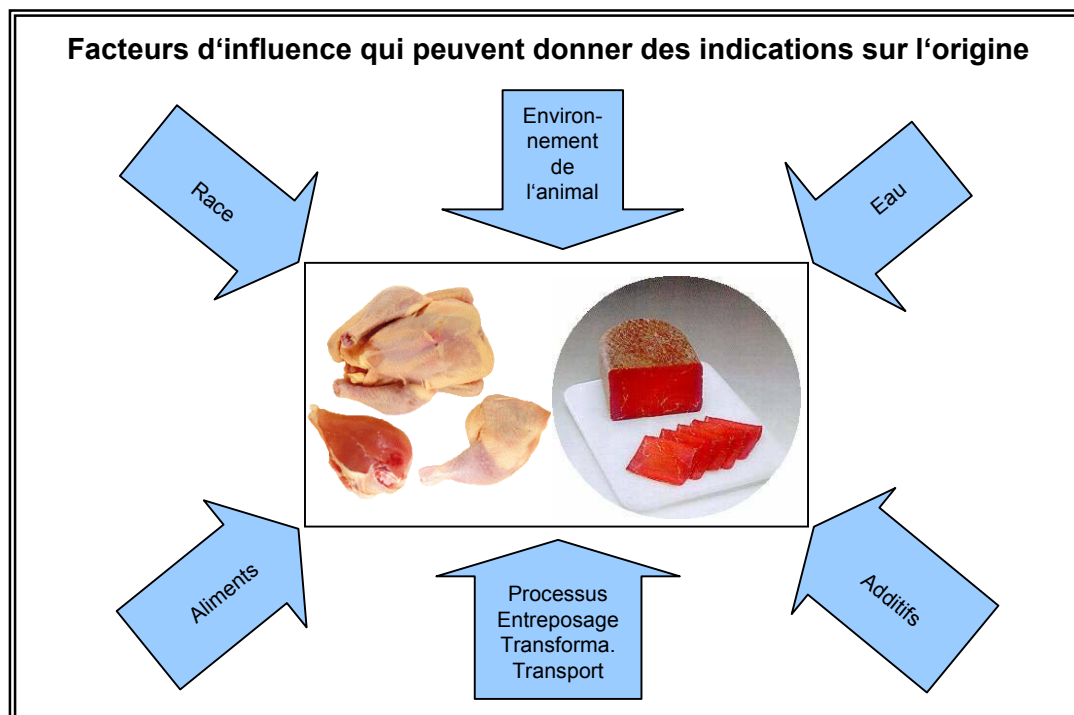 Facteurs d‘influence qui peuvent donner des indications sur l‘origine
Race
Environ-
nement
de
l‘animal
Eau
Aliments
Processus
Entreposage
Transforma.
Transport
Additifs